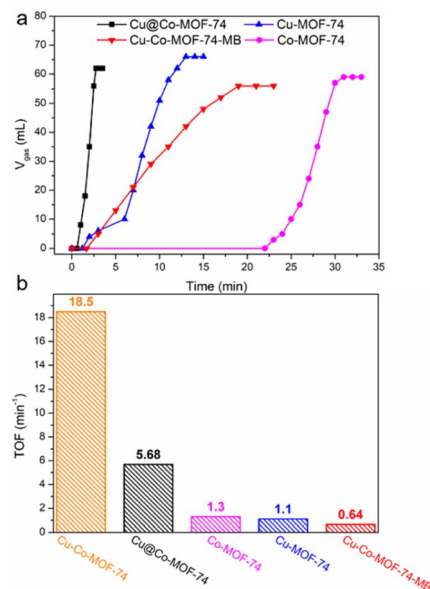 a
Cu@Co-MOF-74 Cu-MOF-74
Cu-Co-MOF-74-MB Co-MOF-74
Vgas (mL)
70
60
50
40
30
20
10
0
0 5 10 15 20 25 30 35
Time (min)
b
TOF (min⁻¹)
18
16
14
12
10
8
6
4
2
0
18.5
5.68
1.3
1.1
0.64
Cu-Co-MOF-74
Cu@Co-MOF-74
Co-MOF-74
Cu-MOF-74
Cu-Co-MOF-74-MB